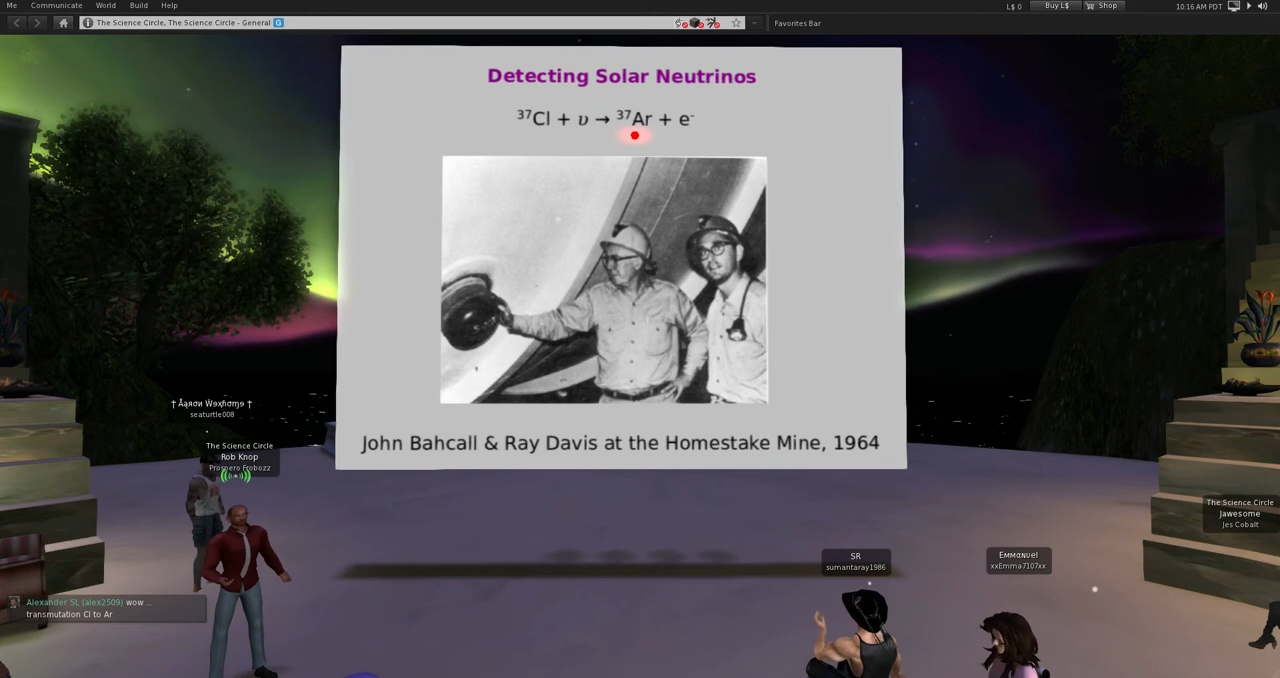 Me Communicate World Build Help
L$ 0 Buy L$ Shop 10:16 AM PDT
The Science Circle, The Science Circle - General G
Favorites Bar
Detecting Solar Neutrinos
³⁷Cl + υ → ³⁷Ar + e⁻
John Bahcall & Ray Davis at the Homestake Mine, 1964
seaturtle008
The Science Circle
Rob Knop
Prospero Frobozz
The Science Circle
Jawesome
Jes Cobalt
SR
sumantaray1986
Eммαɴυel
xxEmma7107xx
Alexander SL (alex2509) wow ...
transmutation Cl to Ar